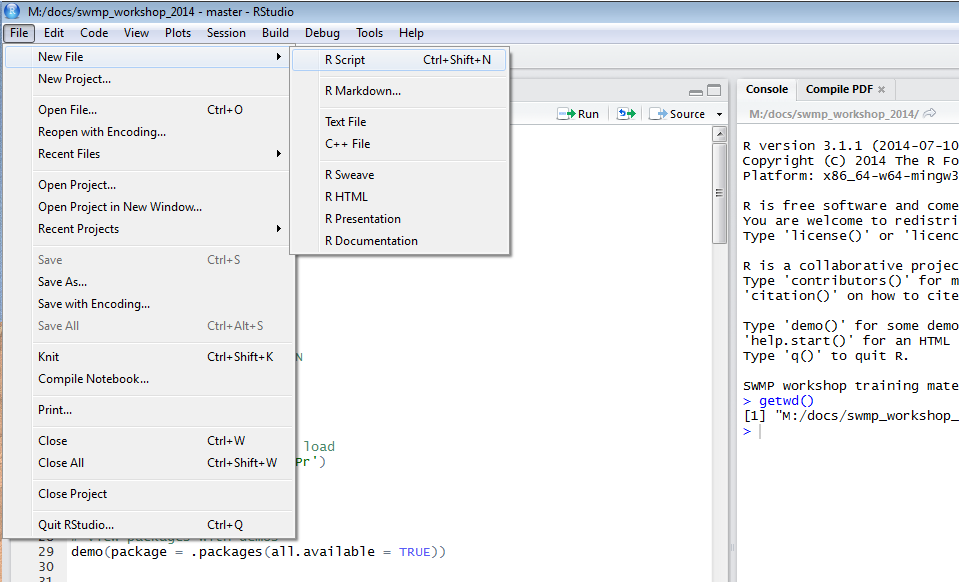 M:/docs/swmp_workshop_2014 - master - RStudio
File Edit Code View Plots Session Build Debug Tools Help
New File
New Project...
Open File... Ctrl+O
Reopen with Encoding...
Recent Files
Open Project...
Open Project in New Window...
Recent Projects
Save Ctrl+S
Save As...
Save with Encoding...
Save All Ctrl+Alt+S
Knit Ctrl+Shift+K
Compile Notebook...
Print...
Close Ctrl+W
Close All Ctrl+Shift+W
Close Project
Quit RStudio... Ctrl+Q
R Script Ctrl+Shift+N
R Markdown...
Text File
C++ File
R Sweave
R HTML
R Presentation
R Documentation
Run Source
N
load
Pr')
29 demo(package = .packages(all.available = TRUE))
30
31
Console Compile PDF
M:/docs/swmp_workshop_2014/
R version 3.1.1 (2014-07-10
Copyright (C) 2014 The R Fo
Platform: x86_64-w64-mingw3
R is free software and come
You are welcome to redistri
Type 'license()' or 'licenc
R is a collaborative projec
Type 'contributors()' for m
'citation()' on how to cite
Type 'demo()' for some demo
'help.start()' for an HTML
Type 'q()' to quit R.
SWMP workshop training mate
> getwd()
[1] "M:/docs/swmp_workshop_
>